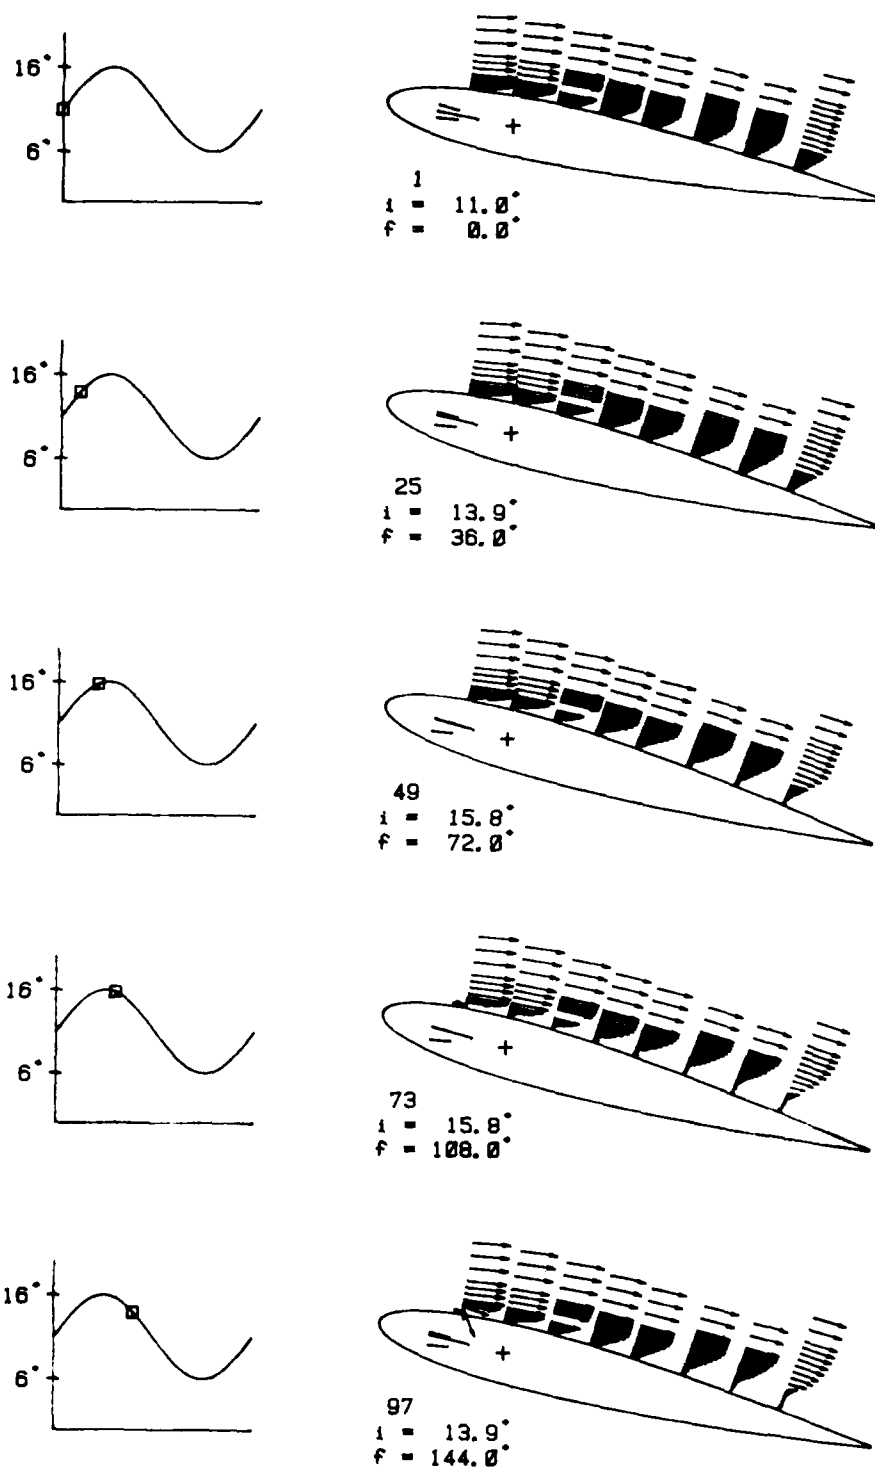 16°
6°
1
i = 11.0°
f = 0.0°
16°
6°
25
i = 13.9°
f = 36.0°
16°
6°
49
i = 15.8°
f = 72.0°
16°
6°
73
i = 15.8°
f = 108.0°
16°
6°
97
i = 13.9°
f = 144.0°